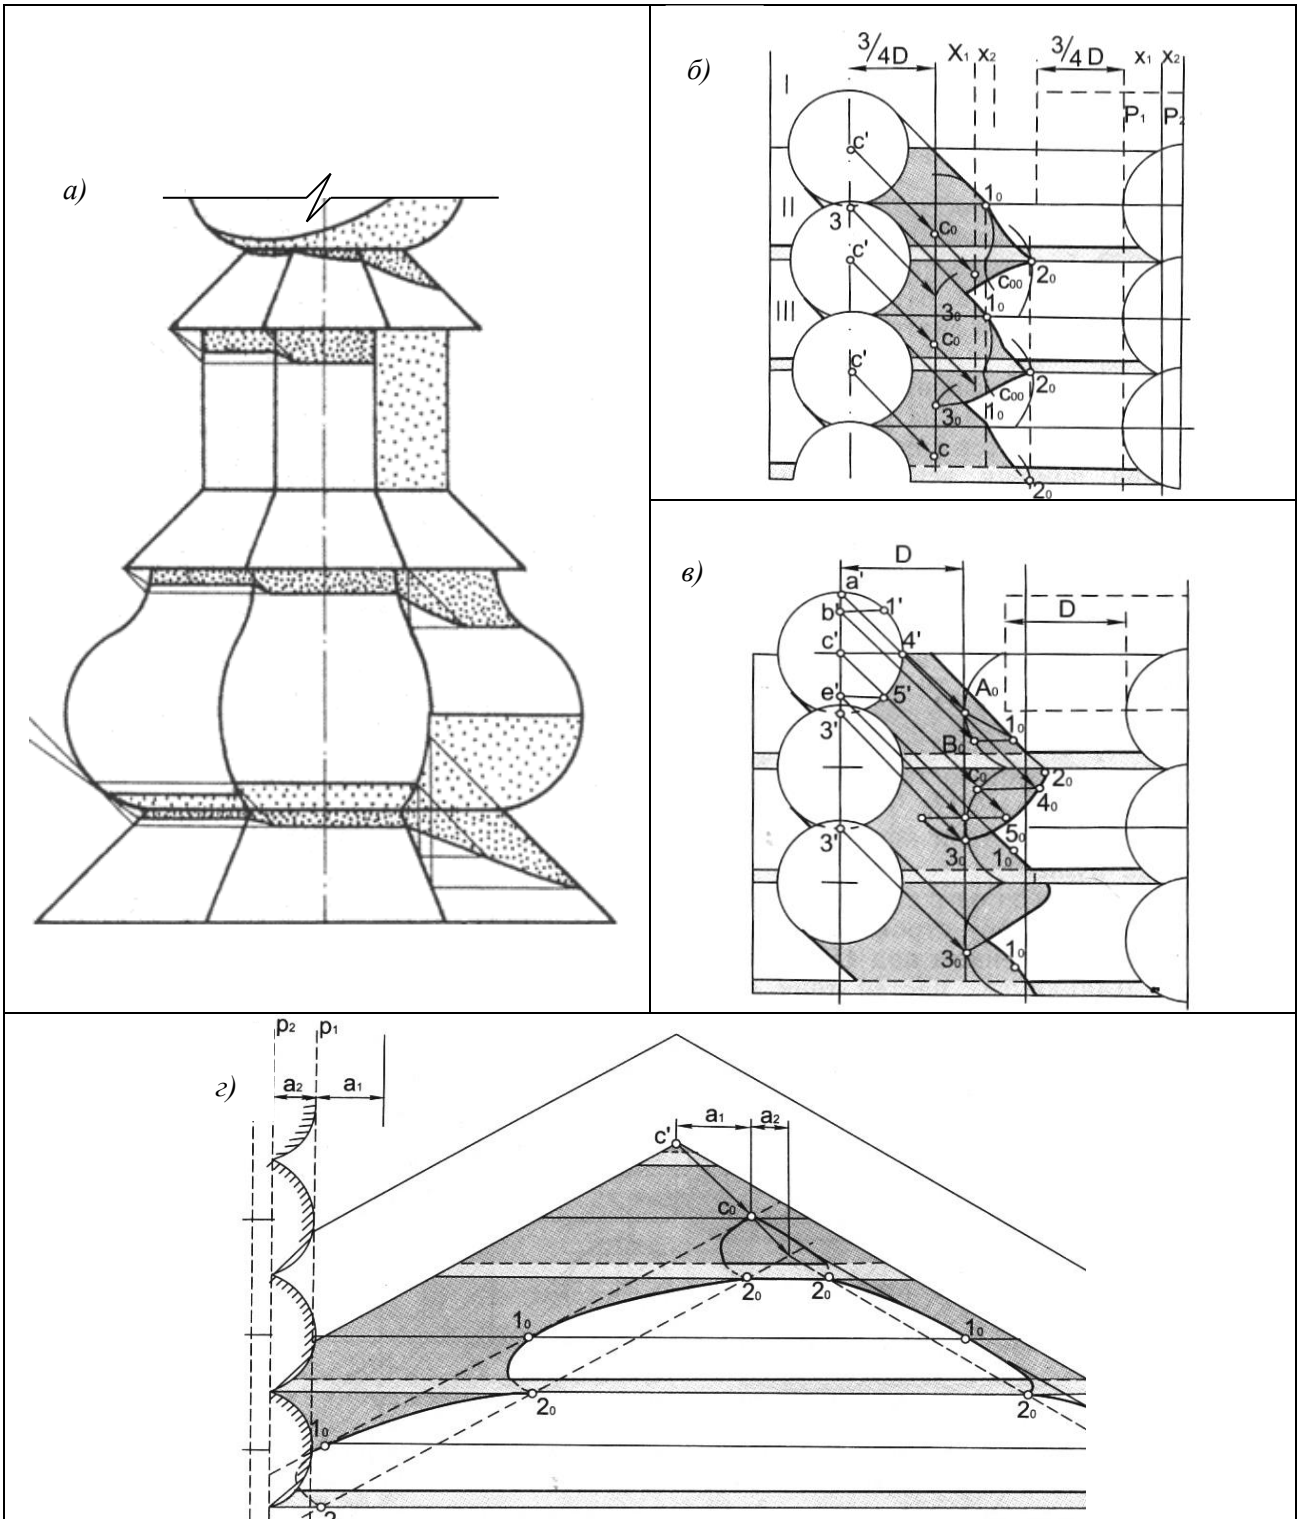 а)
б)
3/4D X₁ x₂ 3/4 D x₁ x₂
I
P₁ P₂
c'
II
3 1₀
c₀
c' c₀₀ 2₀
III
3₀ 1₀
c₀
c' 2₀
c₀₀
3₀ 1₀
c
2₀
в)
D
a'
b' 1' D
c' 4'
A₀
e' 5'
3' B₀ 1₀
c₀ 2₀
4₀
5₀
3' 3₀ 1₀
3₀ 1₀
г)
p₂ p₁
a₂ a₁
a₁ a₂
c'
c₀
2₀ 2₀
1₀ 1₀
2₀ 2₀
1₀
2